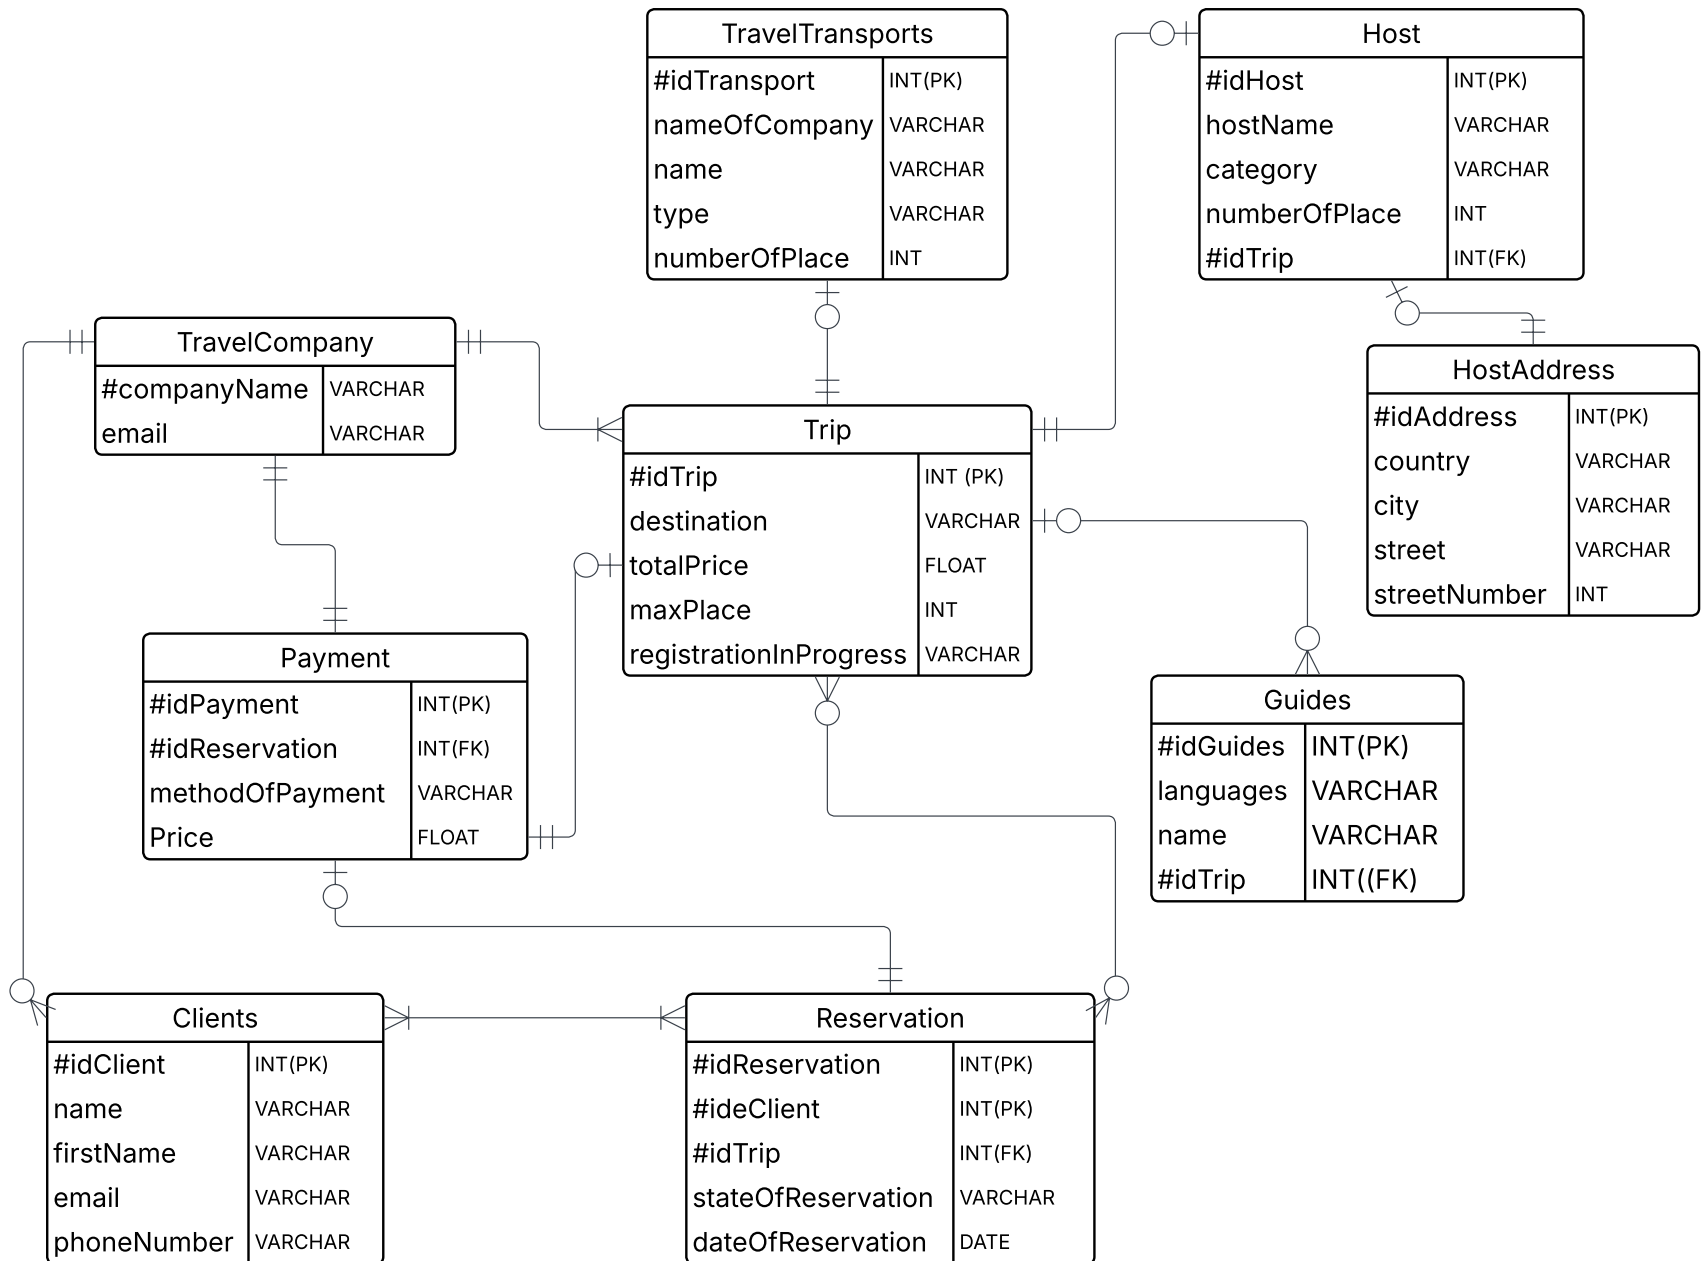 TravelTransports
#idTransport INT(PK)
nameOfCompany VARCHAR
name VARCHAR
type VARCHAR
numberOfPlace INT
Host
#idHost INT(PK)
hostName VARCHAR
category VARCHAR
numberOfPlace INT
#idTrip INT(FK)
TravelCompany
#companyName VARCHAR
email VARCHAR
HostAddress
#idAddress INT(PK)
country VARCHAR
city VARCHAR
street VARCHAR
streetNumber INT
Trip
#idTrip INT (PK)
destination VARCHAR
totalPrice FLOAT
maxPlace INT
registrationInProgress VARCHAR
Payment
#idPayment INT(PK)
#idReservation INT(FK)
methodOfPayment VARCHAR
Price FLOAT
Guides
#idGuides INT(PK)
languages VARCHAR
name VARCHAR
#idTrip INT((FK)
Clients
#idClient INT(PK)
name VARCHAR
firstName VARCHAR
email VARCHAR
phoneNumber VARCHAR
Reservation
#idReservation INT(PK)
#ideClient INT(PK)
#idTrip INT(FK)
stateOfReservation VARCHAR
dateOfReservation DATE